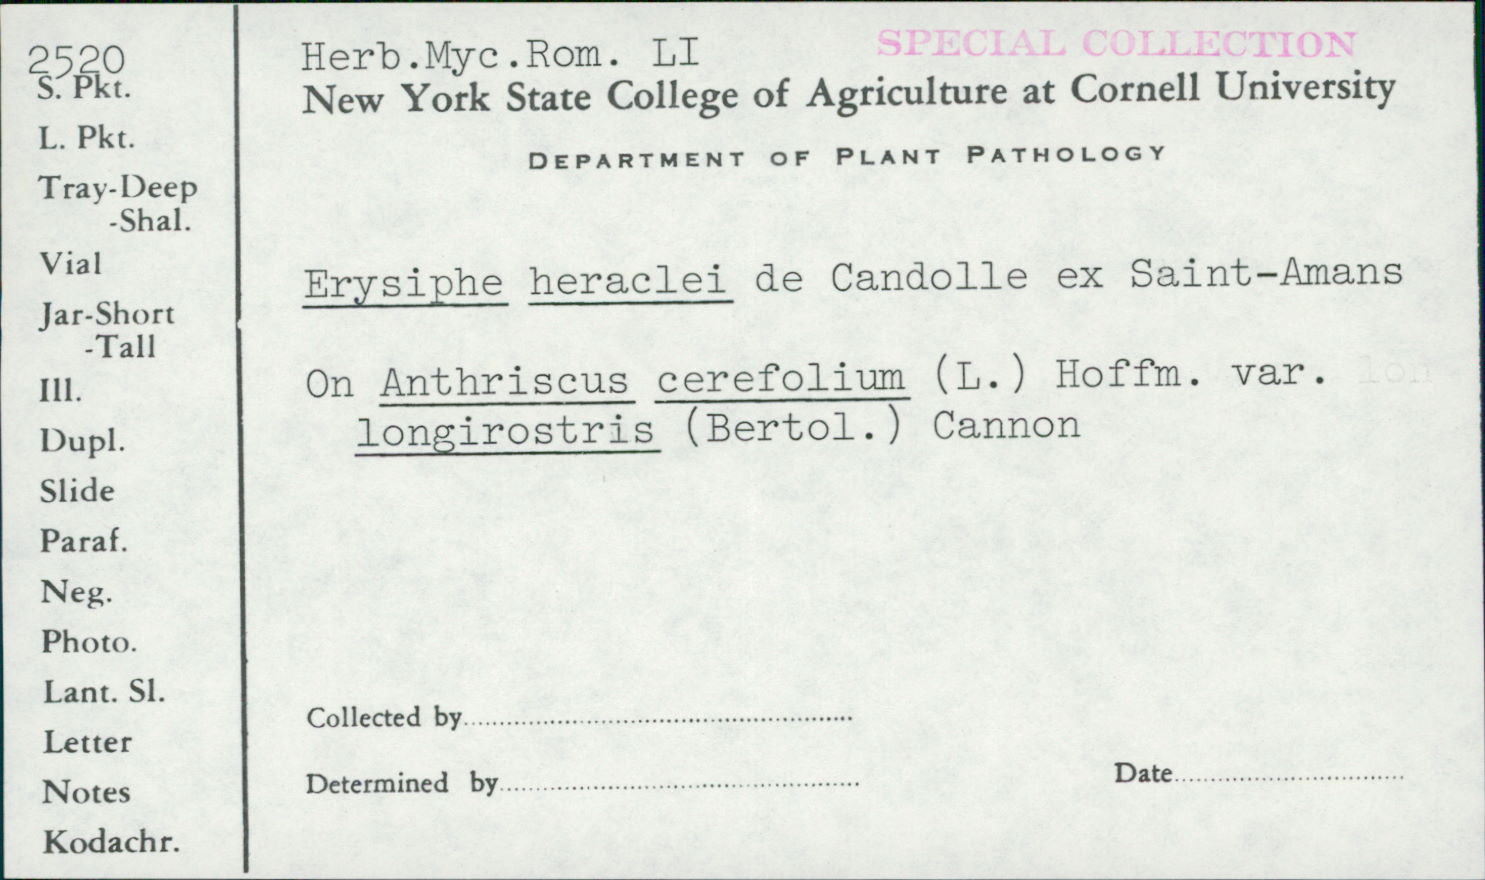 2520
S. Pkt.
L. Pkt.
Tray-Deep
-Shal.
Vial
Jar-Short
-Tall
Ill.
Dupl.
Slide
Paraf.
Neg.
Photo.
Lant. Sl.
Letter
Notes
Kodachr.
Herb.Myc.Rom. LI
SPECIAL COLLECTION
New York State College of Agriculture at Cornell University
DEPARTMENT OF PLANT PATHOLOGY
Erysiphe heraclei de Candolle ex Saint-Amans
On Anthriscus cerefolium (L.) Hoffm. var. lon
longirostris (Bertol.) Cannon
Collected by
Determined by
Date